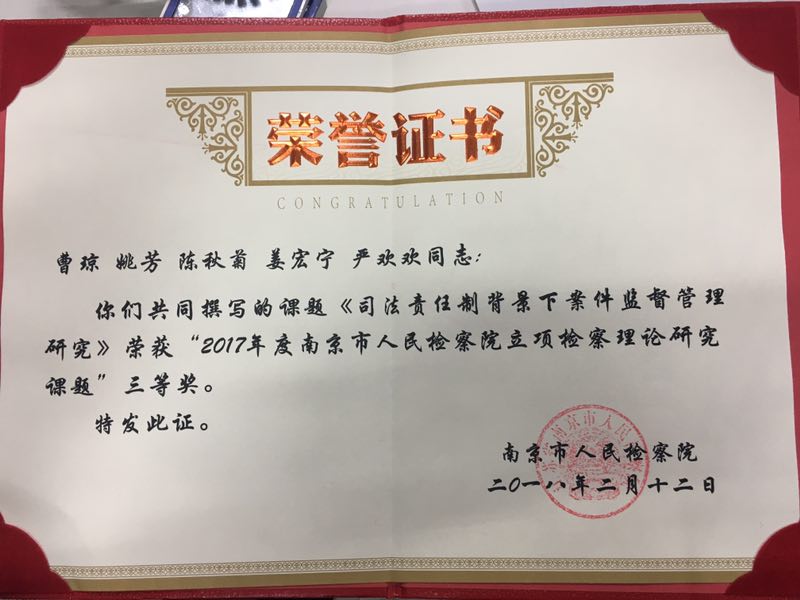 荣誉证书
CONGRATULATION
曹琼 姚芳 陈秋菊 姜宏宁 严欢欢同志：
你们共同撰写的课题《司法责任制背景下案件监督管理
研究》荣获“2017年度南京市人民检察院立项检察理论研究
课题”三等奖。
特发此证。
南京市人民检察院
二〇一八年二月十二日